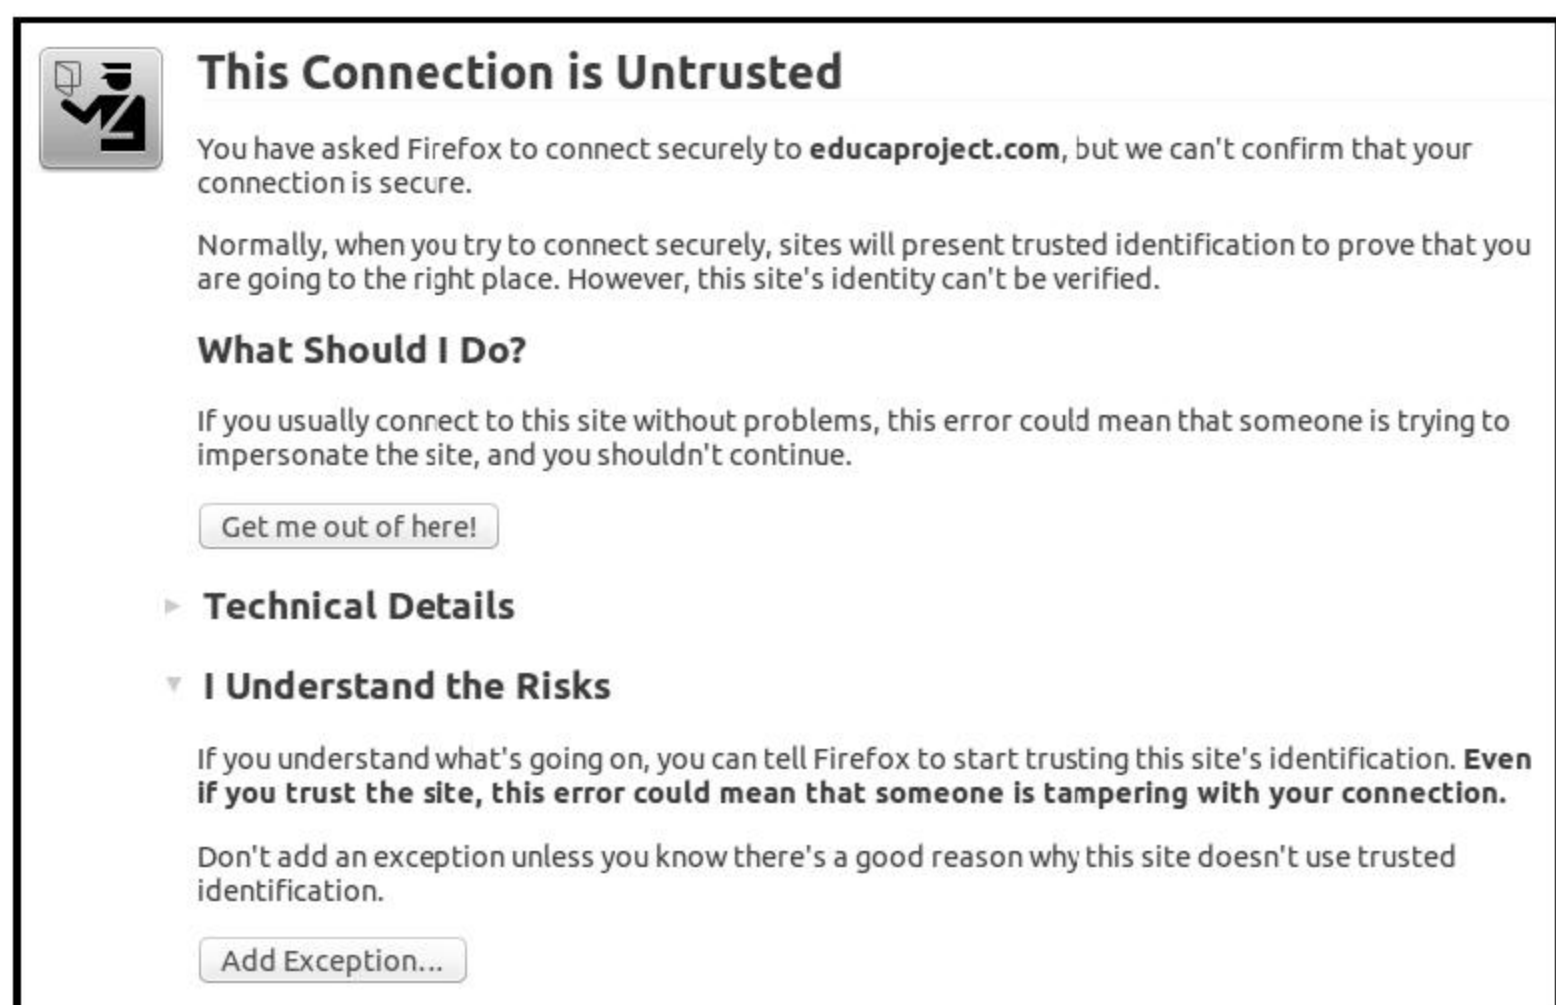 This Connection is Untrusted
You have asked Firefox to connect securely to educaproject.com, but we can't confirm that your
connection is secure.
Normally, when you try to connect securely, sites will present trusted identification to prove that you
are going to the right place. However, this site's identity can't be verified.
What Should I Do?
If you usually connect to this site without problems, this error could mean that someone is trying to
impersonate the site, and you shouldn't continue.
Get me out of here!
Technical Details
I Understand the Risks
If you understand what's going on, you can tell Firefox to start trusting this site's identification. Even
if you trust the site, this error could mean that someone is tampering with your connection.
Don't add an exception unless you know there's a good reason why this site doesn't use trusted
identification.
Add Exception...